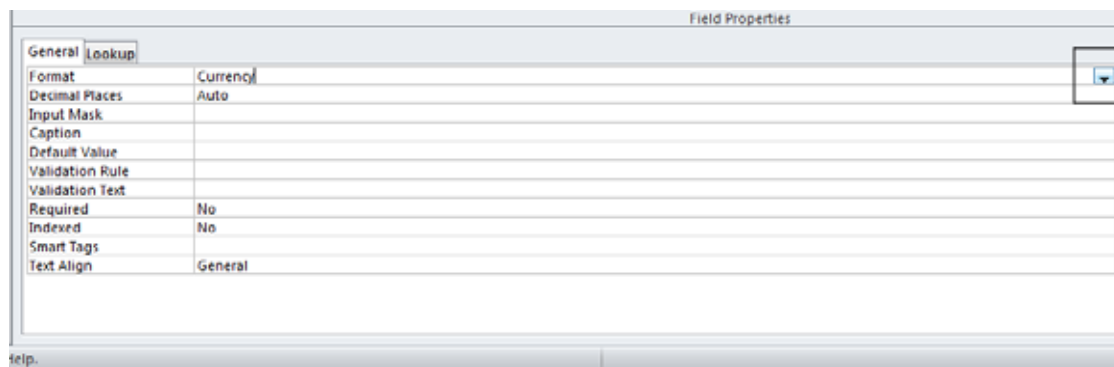 Field Properties
General Lookup
Format Currency
Decimal Places Auto
Input Mask
Caption
Default Value
Validation Rule
Validation Text
Required No
Indexed No
Smart Tags
Text Align General
Help.